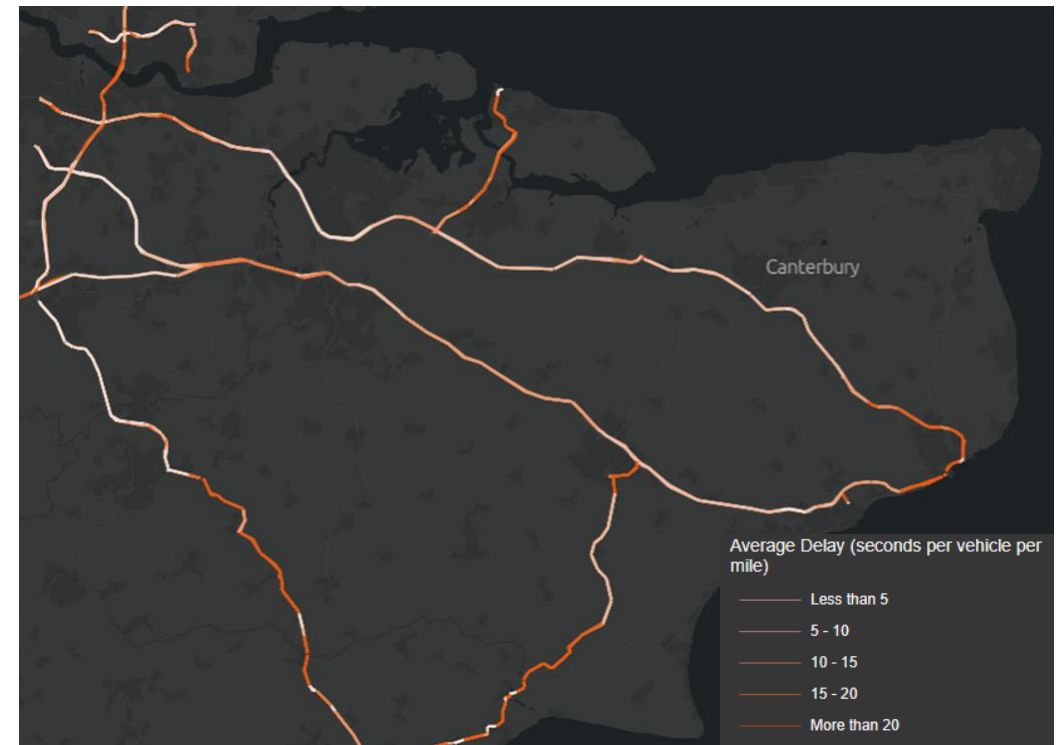 Canterbury
Average Delay (seconds per vehicle per
mile)
Less than 5
5 - 10
10 - 15
15 - 20
More than 20